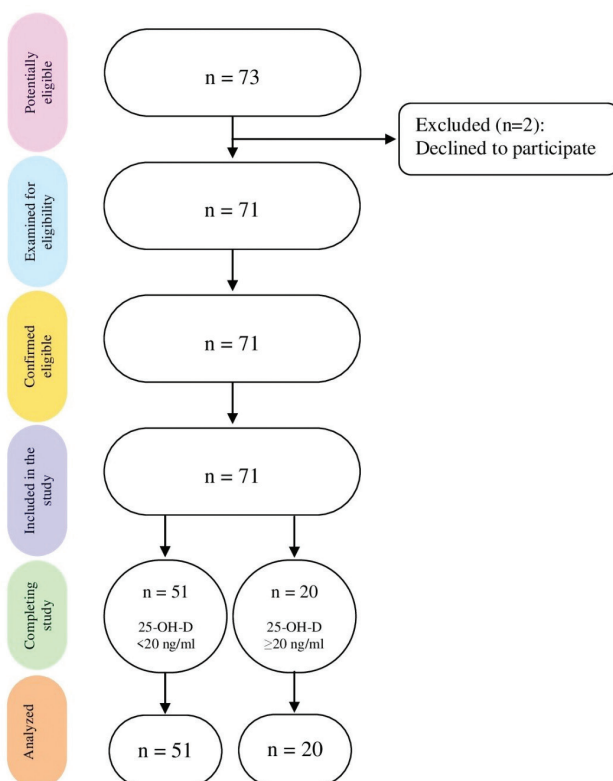 Potentially
eligible
n = 73
Excluded (n=2):
Declined to participate
Examined for
eligibility
n = 71
Confirmed
eligible
n = 71
Included in the
study
n = 71
Completing
study
n = 51
25-OH-D
<20 ng/ml
n = 20
25-OH-D
≥20 ng/ml
Analyzed
n = 51
n = 20